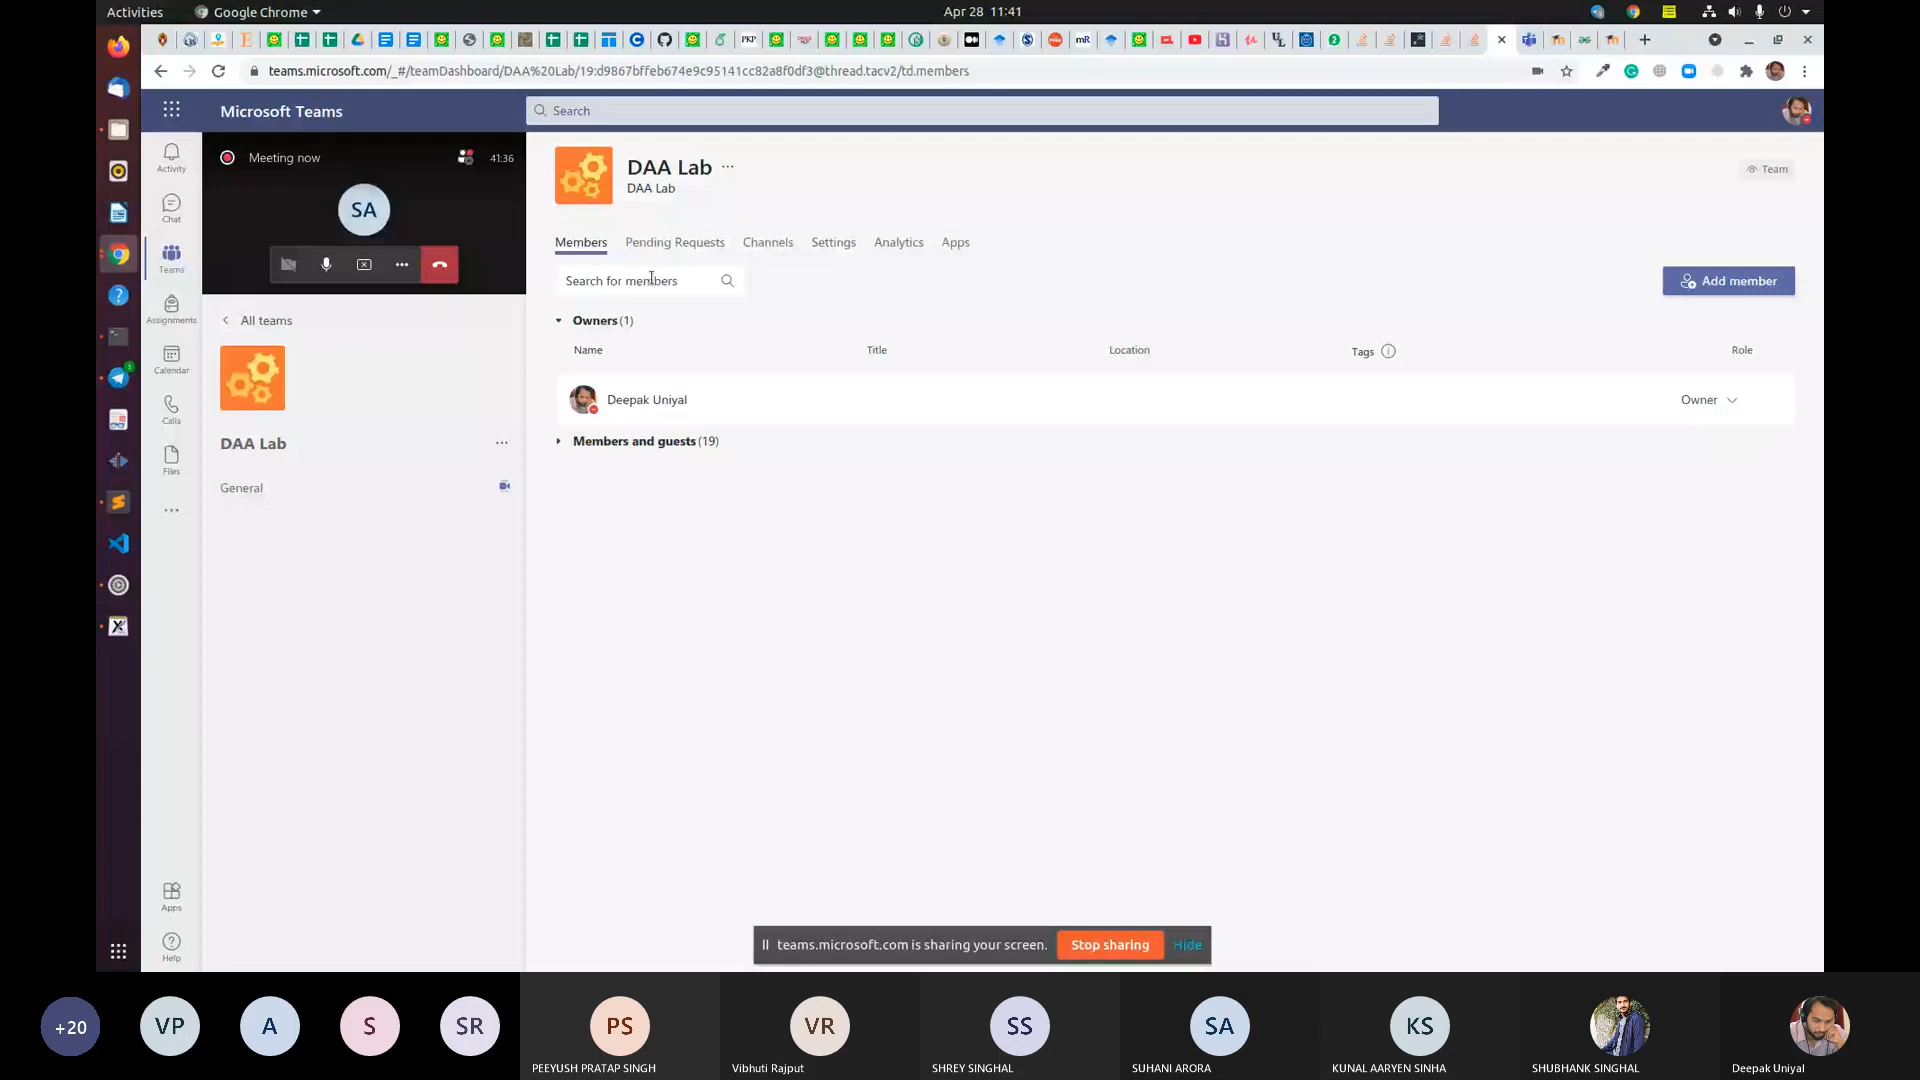 Activities
Google Chrome
Apr 28 11:41
teams.microsoft.com/_#/teamDashboard/DAA%20Lab/19:d9867bffeb674e9c95141cc82a8f0df3@thread.tacv2/td.members
Microsoft Teams
Search
Activity
Chat
Teams
Assignments
Calendar
Calls
Files
Apps
Help
Meeting now
41:36
SA
All teams
DAA Lab
General
DAA Lab
DAA Lab
Team
Members
Pending Requests
Channels
Settings
Analytics
Apps
Search for members
Add member
Owners (1)
Name
Title
Location
Tags
Role
Deepak Uniyal
Owner
Members and guests (19)
teams.microsoft.com is sharing your screen.
Stop sharing
Hide
+20
VP
A
S
SR
PS
VR
SS
SA
KS
PEEYUSH PRATAP SINGH
Vibhuti Rajput
SHREY SINGHAL
SUHANI ARORA
KUNAL AARYEN SINHA
SHUBHANK SINGHAL
Deepak Uniyal